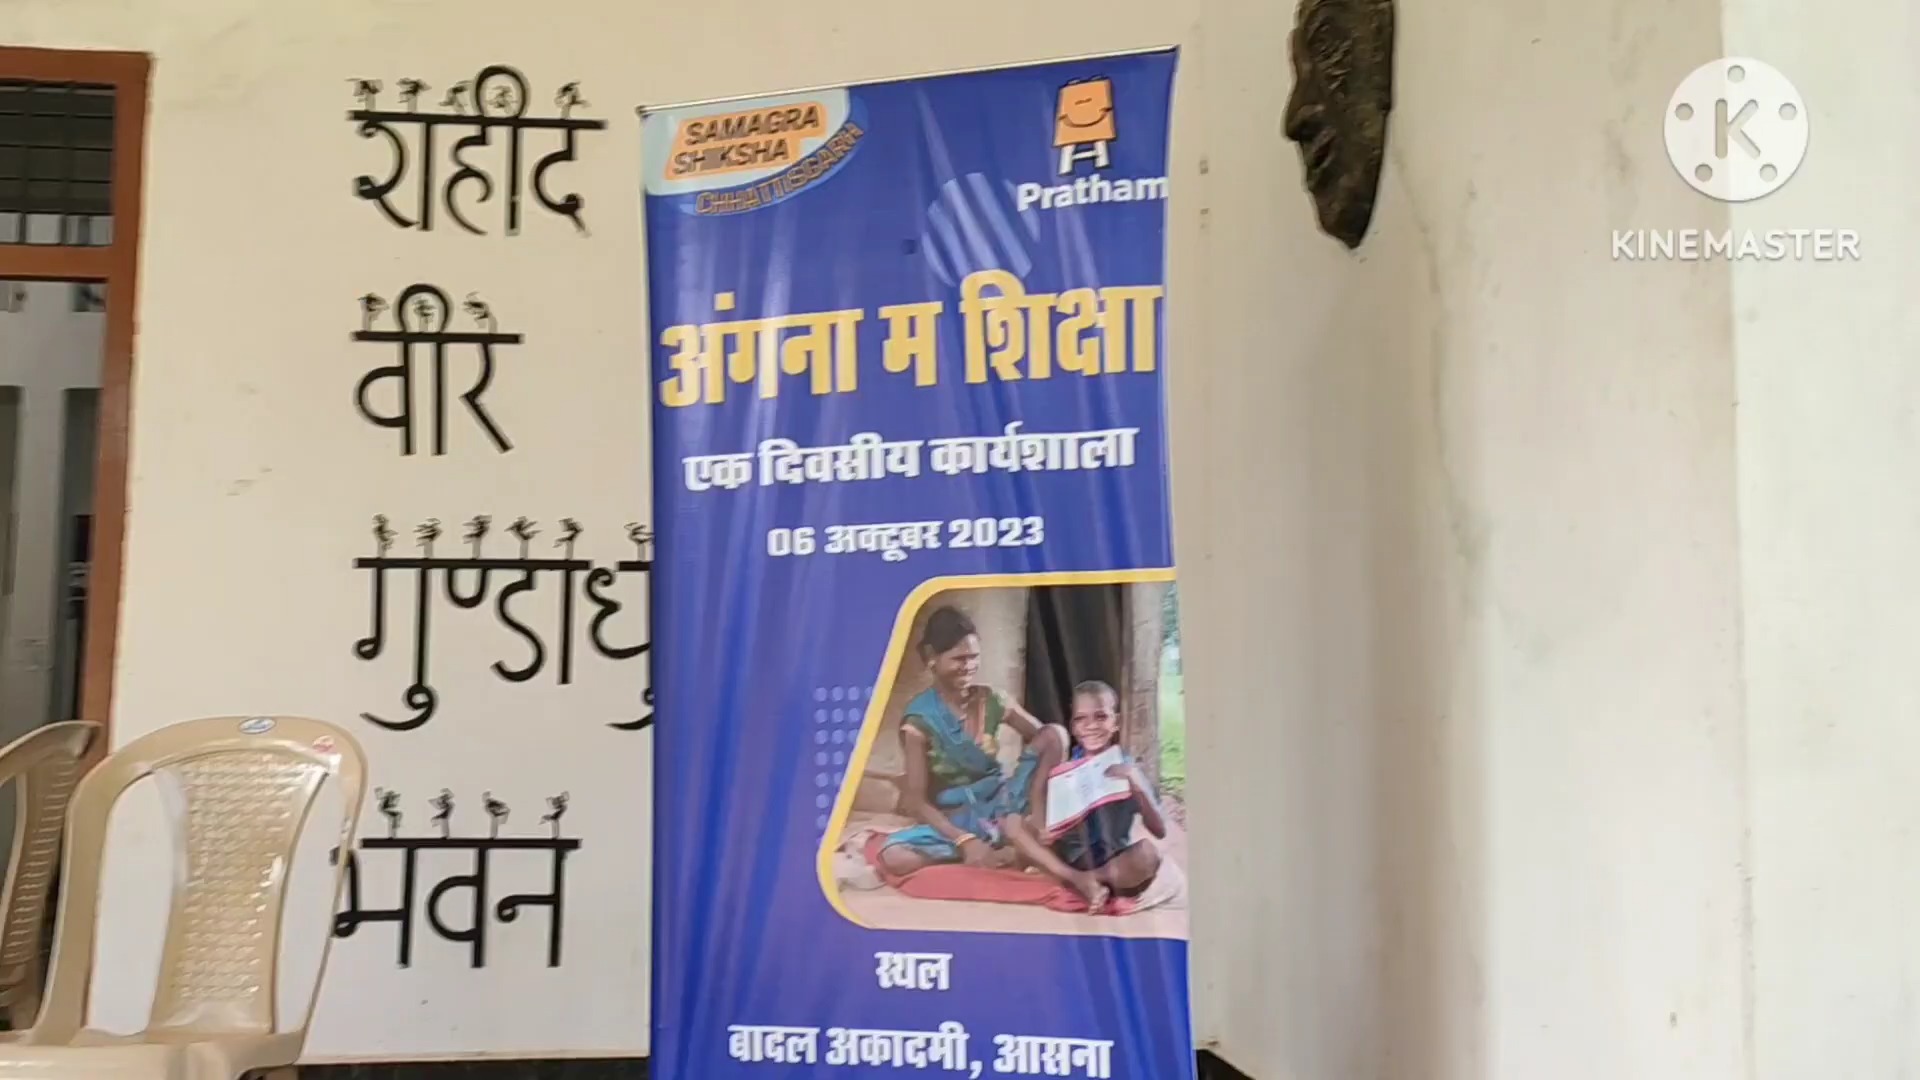 शहीद
वीर
गुण्डाधु
भवन
SAMAGRA
SHIKSHA
CHHATTISGARH
Pratham
अंगना म शिक्षा
एक दिवसीय कार्यशाला
06 अक्टूबर 2023
स्थल
बादल अकादमी, आसना
K
KINEMASTER